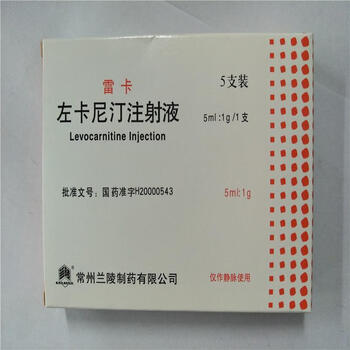 雷卡
5支装
左卡尼汀注射液
5ml:1g/1支
Levocarnitine Injection
批准文号：国药准字H20000543
5ml:1g
常州兰陵制药有限公司
仅作静脉使用